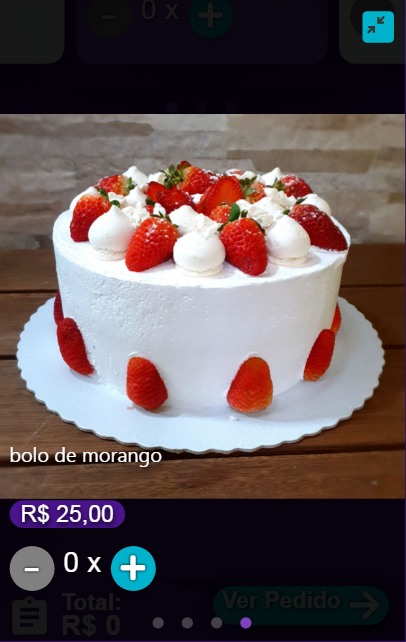 0 x
bolo de morango
R$ 25,00
0 x
Total:
R$ 0
Ver Pedido